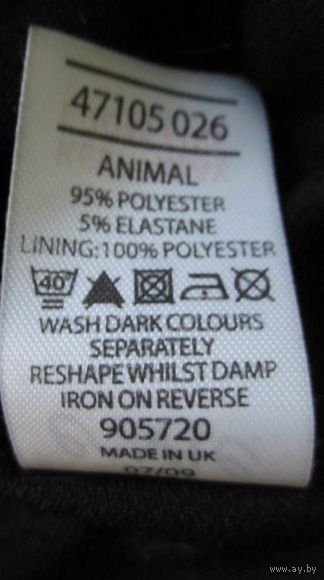 47105 026
ANIMAL
95% POLYESTER
5% ELASTANE
LINING:100% POLYESTER
40°
WASH DARK COLOURS
SEPARATELY
RESHAPE WHILST DAMP
IRON ON REVERSE
905720
MADE IN UK
07/09
www.ay.by